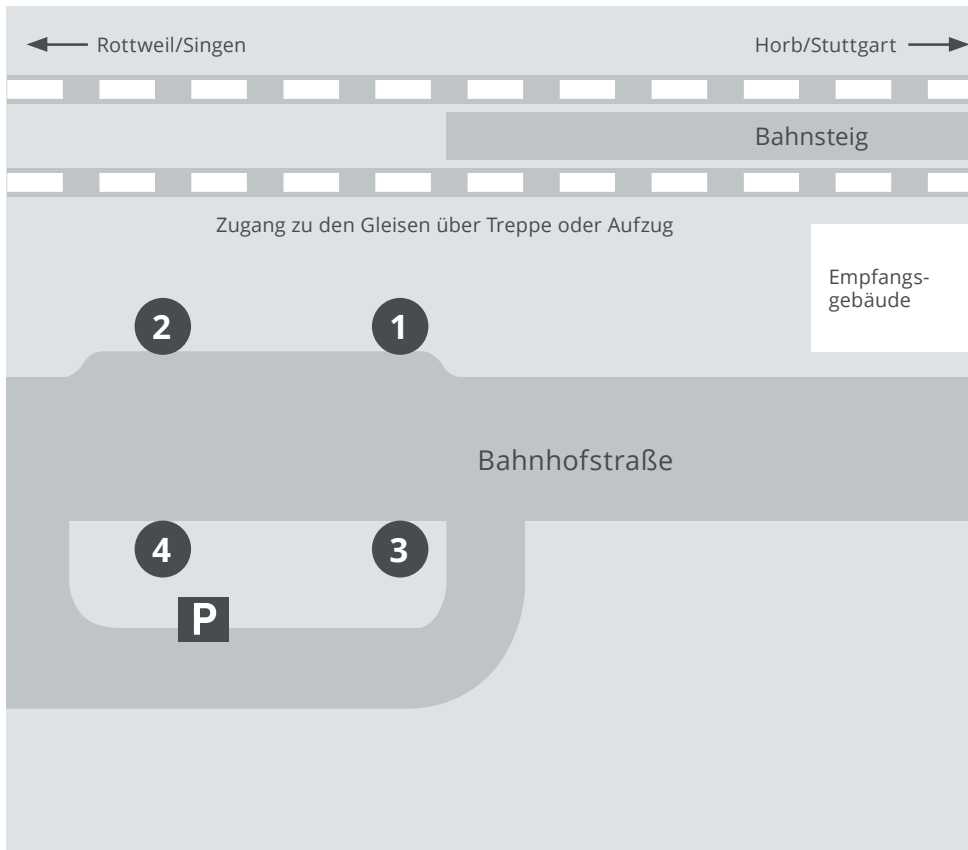 Rottweil/Singen
Horb/Stuttgart
Bahnsteig
Zugang zu den Gleisen über Treppe oder Aufzug
Empfangs-
gebäude
2
1
Bahnhofstraße
4
3
P